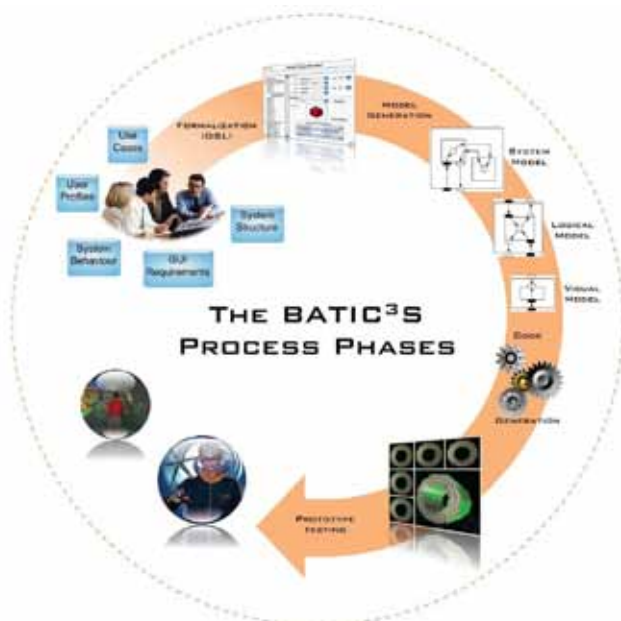 THE BATIC³S
PROCESS PHASES
Use
Cases
User
Profiles
System
Behaviour
GUI
Requirements
System
Structure
FORMALIZATION
(DSL)
MODEL
GENERATION
SYSTEM
MODEL
LOGICAL
MODEL
VISUAL
MODEL
CODE
GENERATION
PROTOTYPE
TESTING